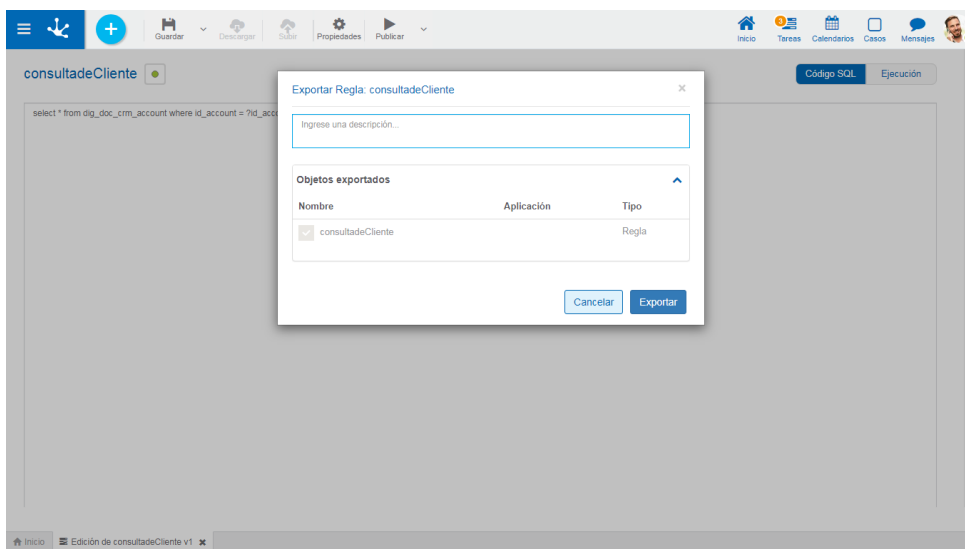 Guardar
Descargar
Subir
Propiedades
Publicar
Inicio
3
Tareas
Calendarios
Casos
Mensajes
consultadeCliente
Código SQL
Ejecución
select * from dig_doc_crm_account where id_account = ?id_acco
Exportar Regla: consultadeCliente
Ingrese una descripción...
Objetos exportados
Nombre Aplicación Tipo
consultadeCliente Regla
Cancelar Exportar
Inicio
Edición de consultadeCliente v1